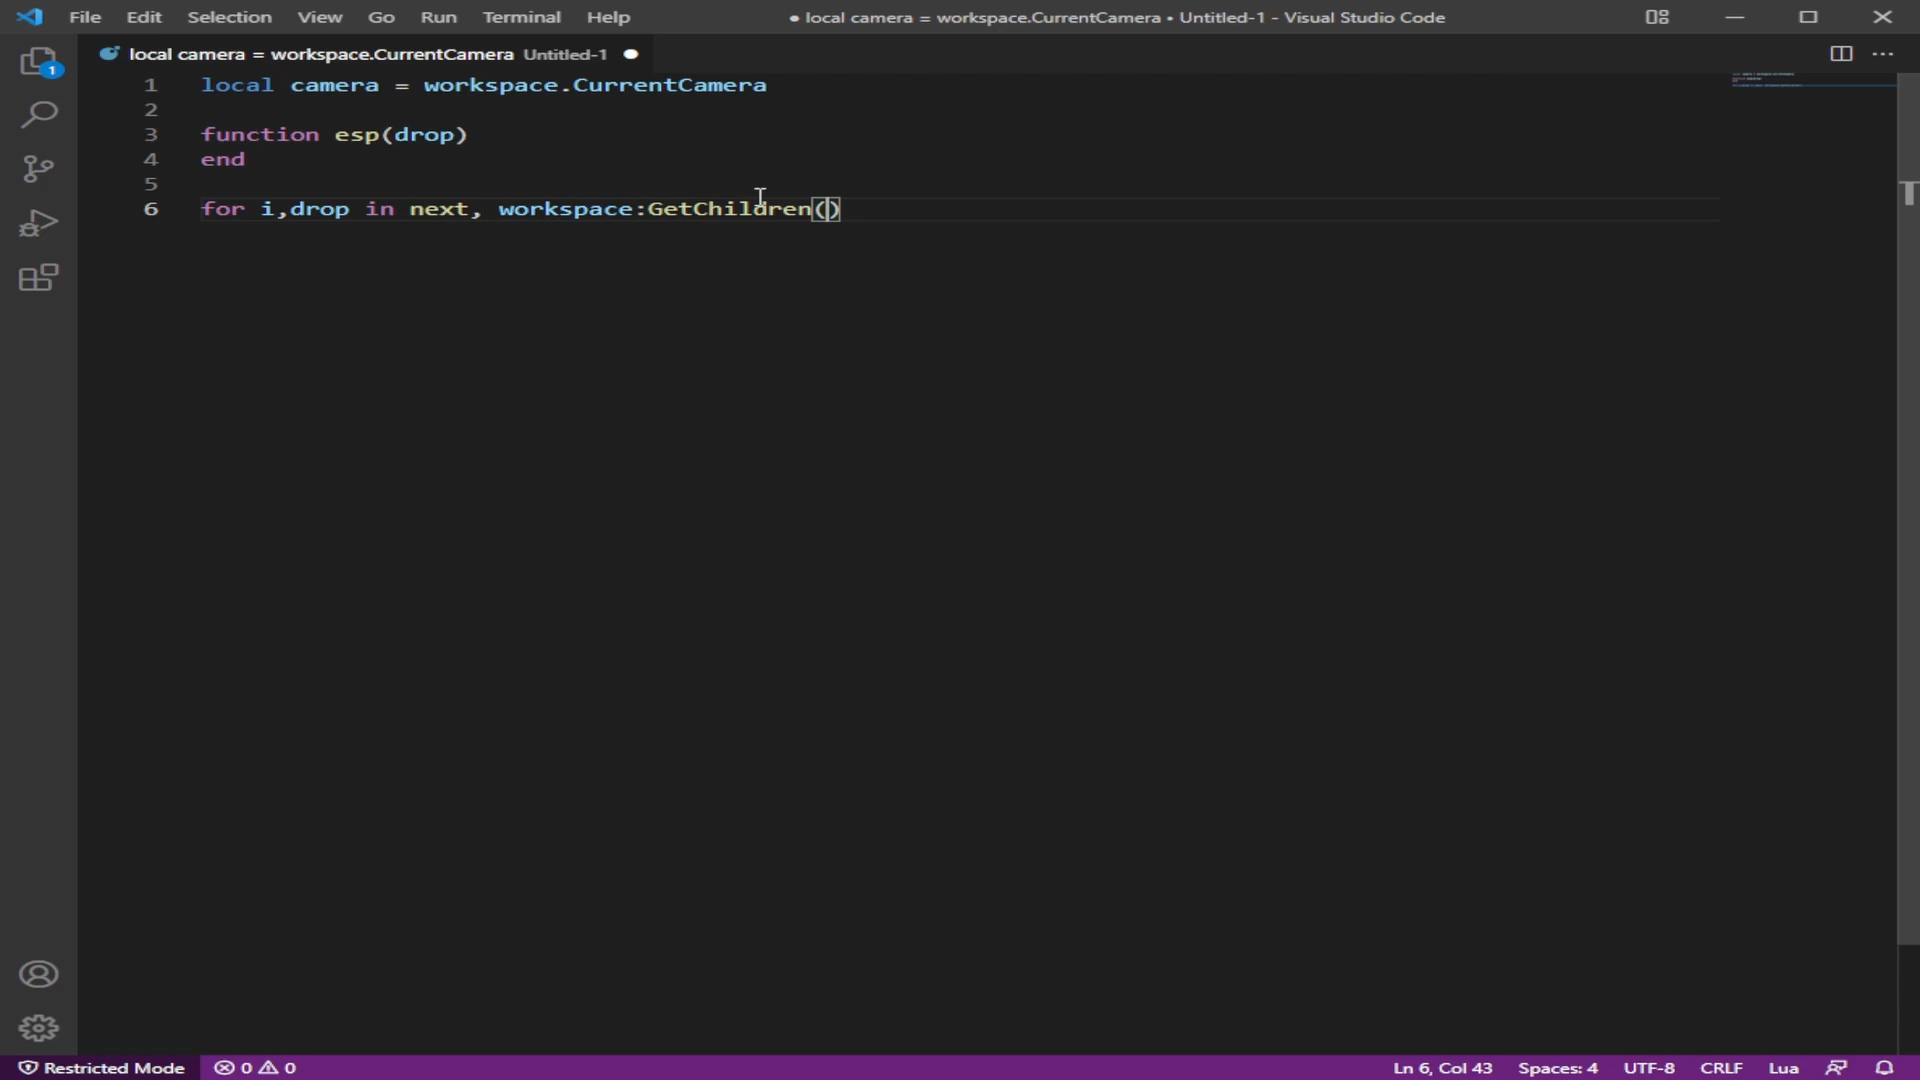 File Edit Selection View Go Run Terminal Help ● local camera = workspace.CurrentCamera • Untitled-1 - Visual Studio Code
local camera = workspace.CurrentCamera Untitled-1
1 local camera = workspace.CurrentCamera
2
3 function esp(drop)
4 end
5
6 for i,drop in next, workspace:GetChildren()
1
Restricted Mode 0 0 Ln 6, Col 43 Spaces: 4 UTF-8 CRLF Lua